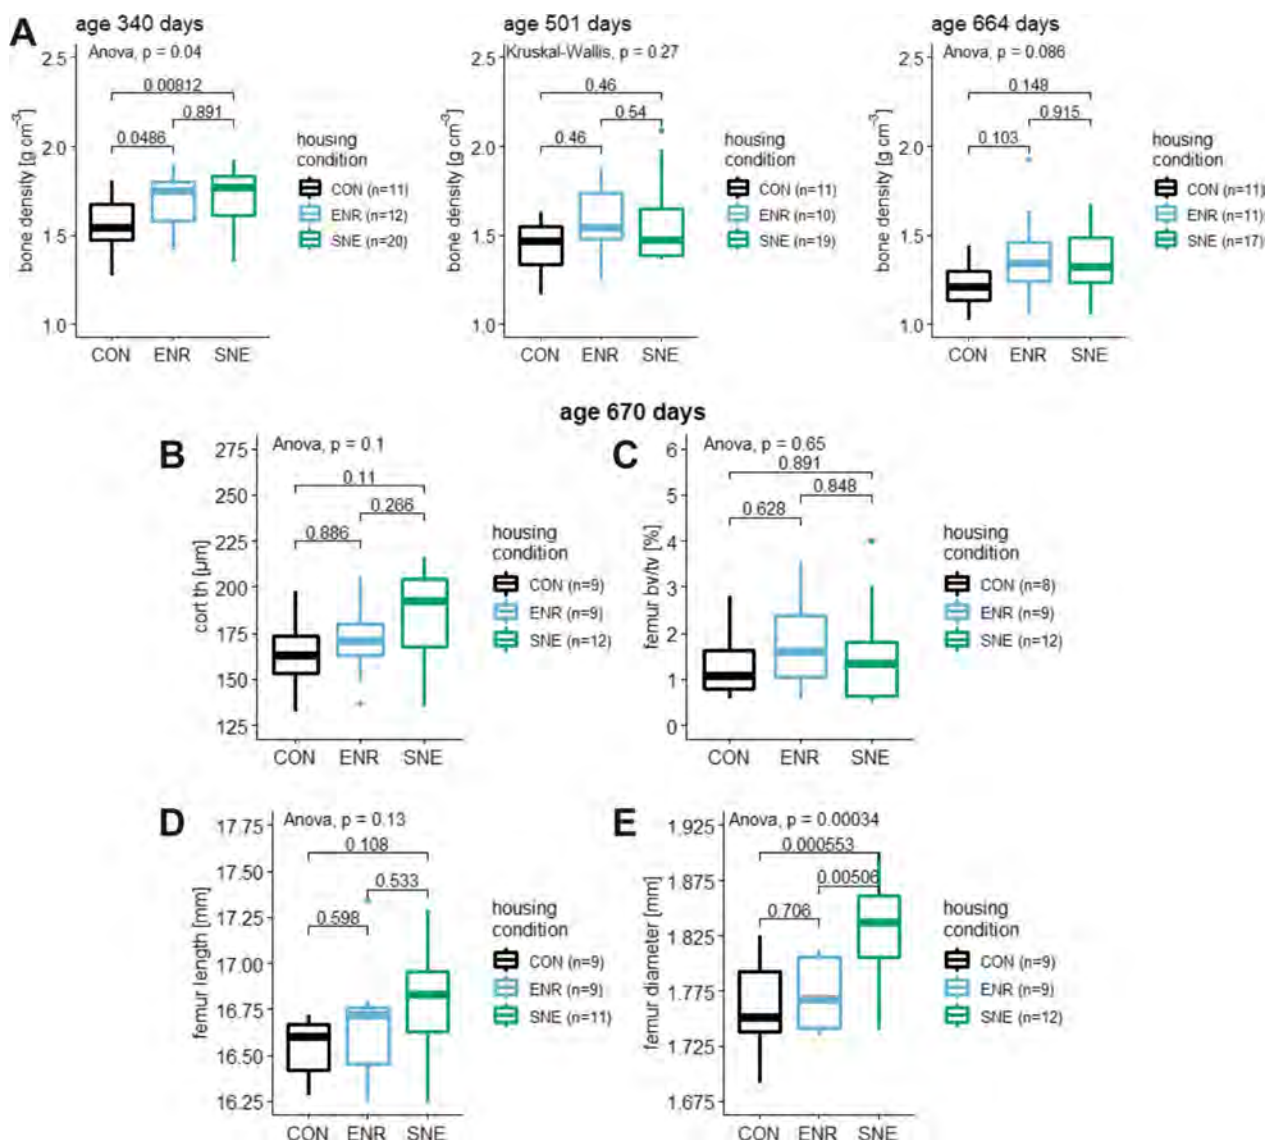 A
age 340 days
Anova, p = 0.04
2.5
2.0
1.5
1.0
bone density [g cm⁻³]
0.00812
0.891
0.0486
CON ENR SNE
housing
condition
CON (n=11)
ENR (n=12)
SNE (n=20)
age 501 days
Kruskal-Wallis, p = 0.27
2.5
2.0
1.5
1.0
bone density [g cm⁻³]
0.46
0.54
0.46
CON ENR SNE
housing
condition
CON (n=11)
ENR (n=10)
SNE (n=19)
age 664 days
Anova, p = 0.086
2.5
2.0
1.5
1.0
bone density [g cm⁻³]
0.148
0.915
0.103
CON ENR SNE
housing
condition
CON (n=11)
ENR (n=11)
SNE (n=17)
age 670 days
B
Anova, p = 0.1
275
250
225
200
175
150
125
cort th [µm]
0.11
0.266
0.886
CON ENR SNE
housing
condition
CON (n=9)
ENR (n=9)
SNE (n=12)
C
Anova, p = 0.65
6
5
4
3
2
1
0
femur bv/tv [%]
0.891
0.848
0.628
CON ENR SNE
housing
condition
CON (n=8)
ENR (n=9)
SNE (n=12)
D
Anova, p = 0.13
17.75
17.50
17.25
17.00
16.75
16.50
16.25
femur length [mm]
0.108
0.533
0.598
CON ENR SNE
housing
condition
CON (n=9)
ENR (n=9)
SNE (n=11)
E
Anova, p = 0.00034
1.925
1.875
1.825
1.775
1.725
1.675
femur diameter [mm]
0.000553
0.00506
0.706
CON ENR SNE
housing
condition
CON (n=9)
ENR (n=9)
SNE (n=12)